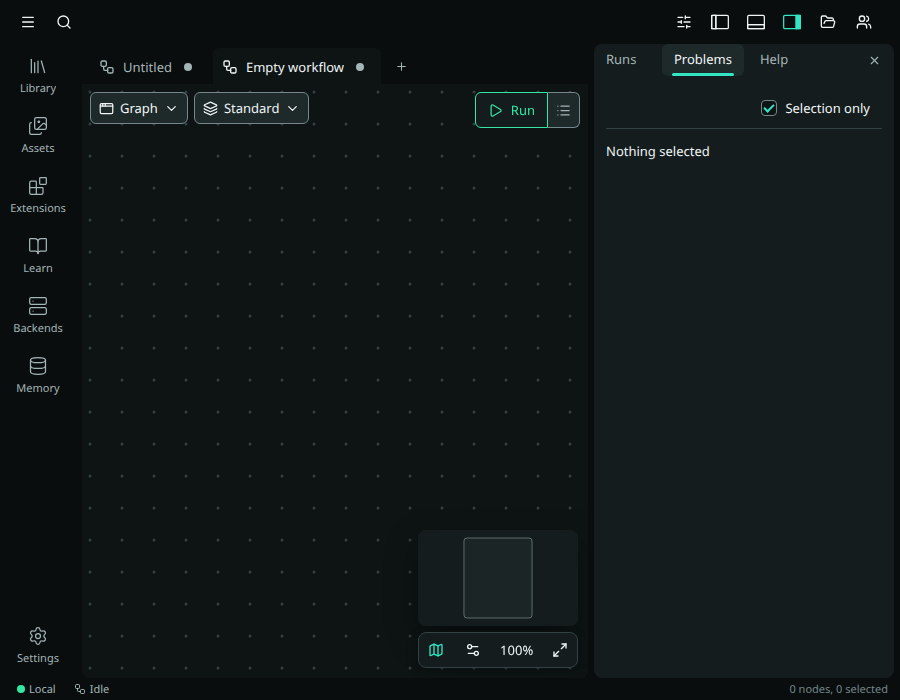 Untitled
Empty workflow
Runs
Problems
Help
Library
Assets
Extensions
Learn
Backends
Memory
Settings
Graph
Standard
Run
Selection only
Nothing selected
100%
Local
Idle
0 nodes, 0 selected